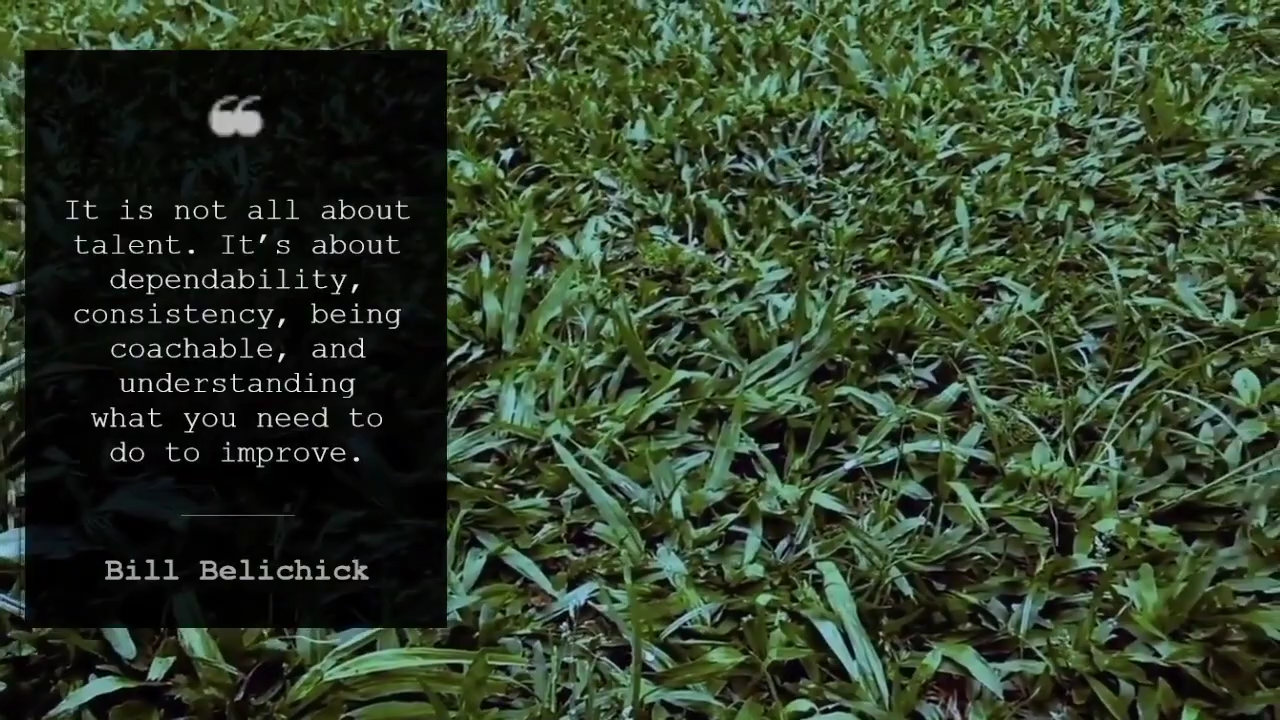 ❝
It is not all about
talent. It’s about
dependability,
consistency, being
coachable, and
understanding
what you need to
do to improve.
Bill Belichick